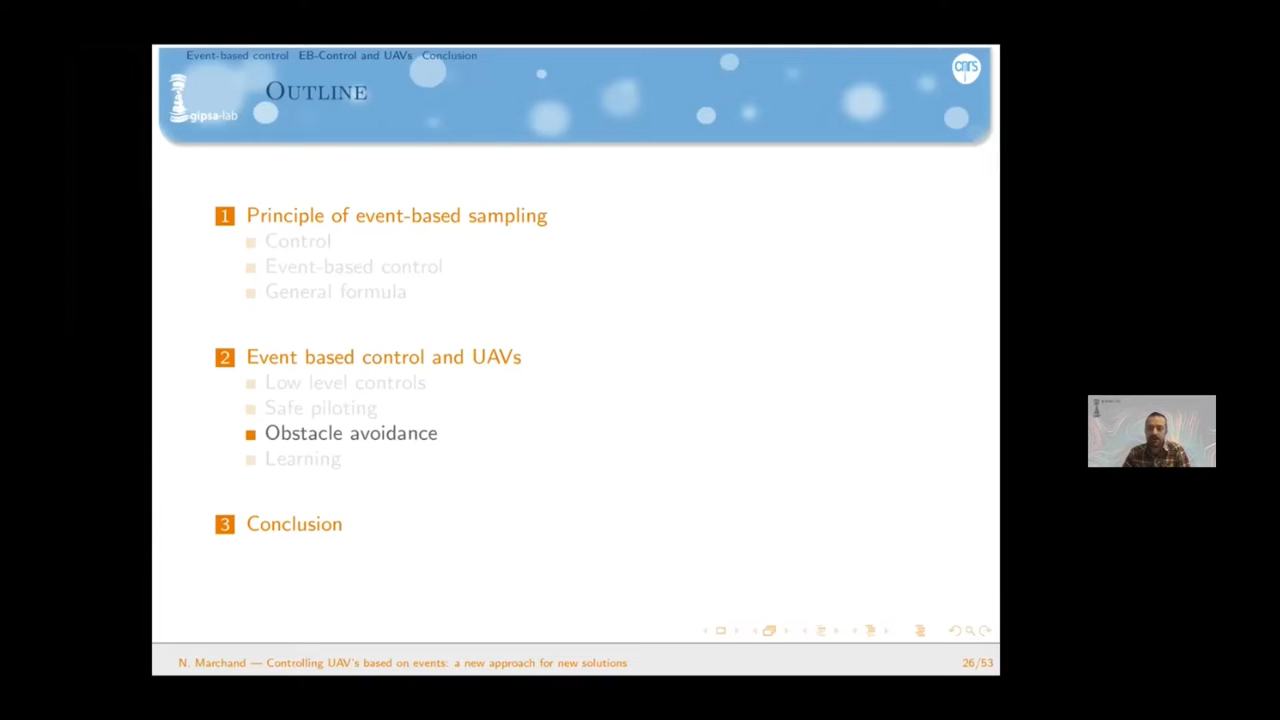 Event-based control EB-Control and UAVs Conclusion
OUTLINE
cnrs
gipsa-lab
1 Principle of event-based sampling
Control
Event-based control
General formula
2 Event based control and UAVs
Low level controls
Safe piloting
Obstacle avoidance
Learning
3 Conclusion
N. Marchand — Controlling UAV's based on events: a new approach for new solutions 26/53